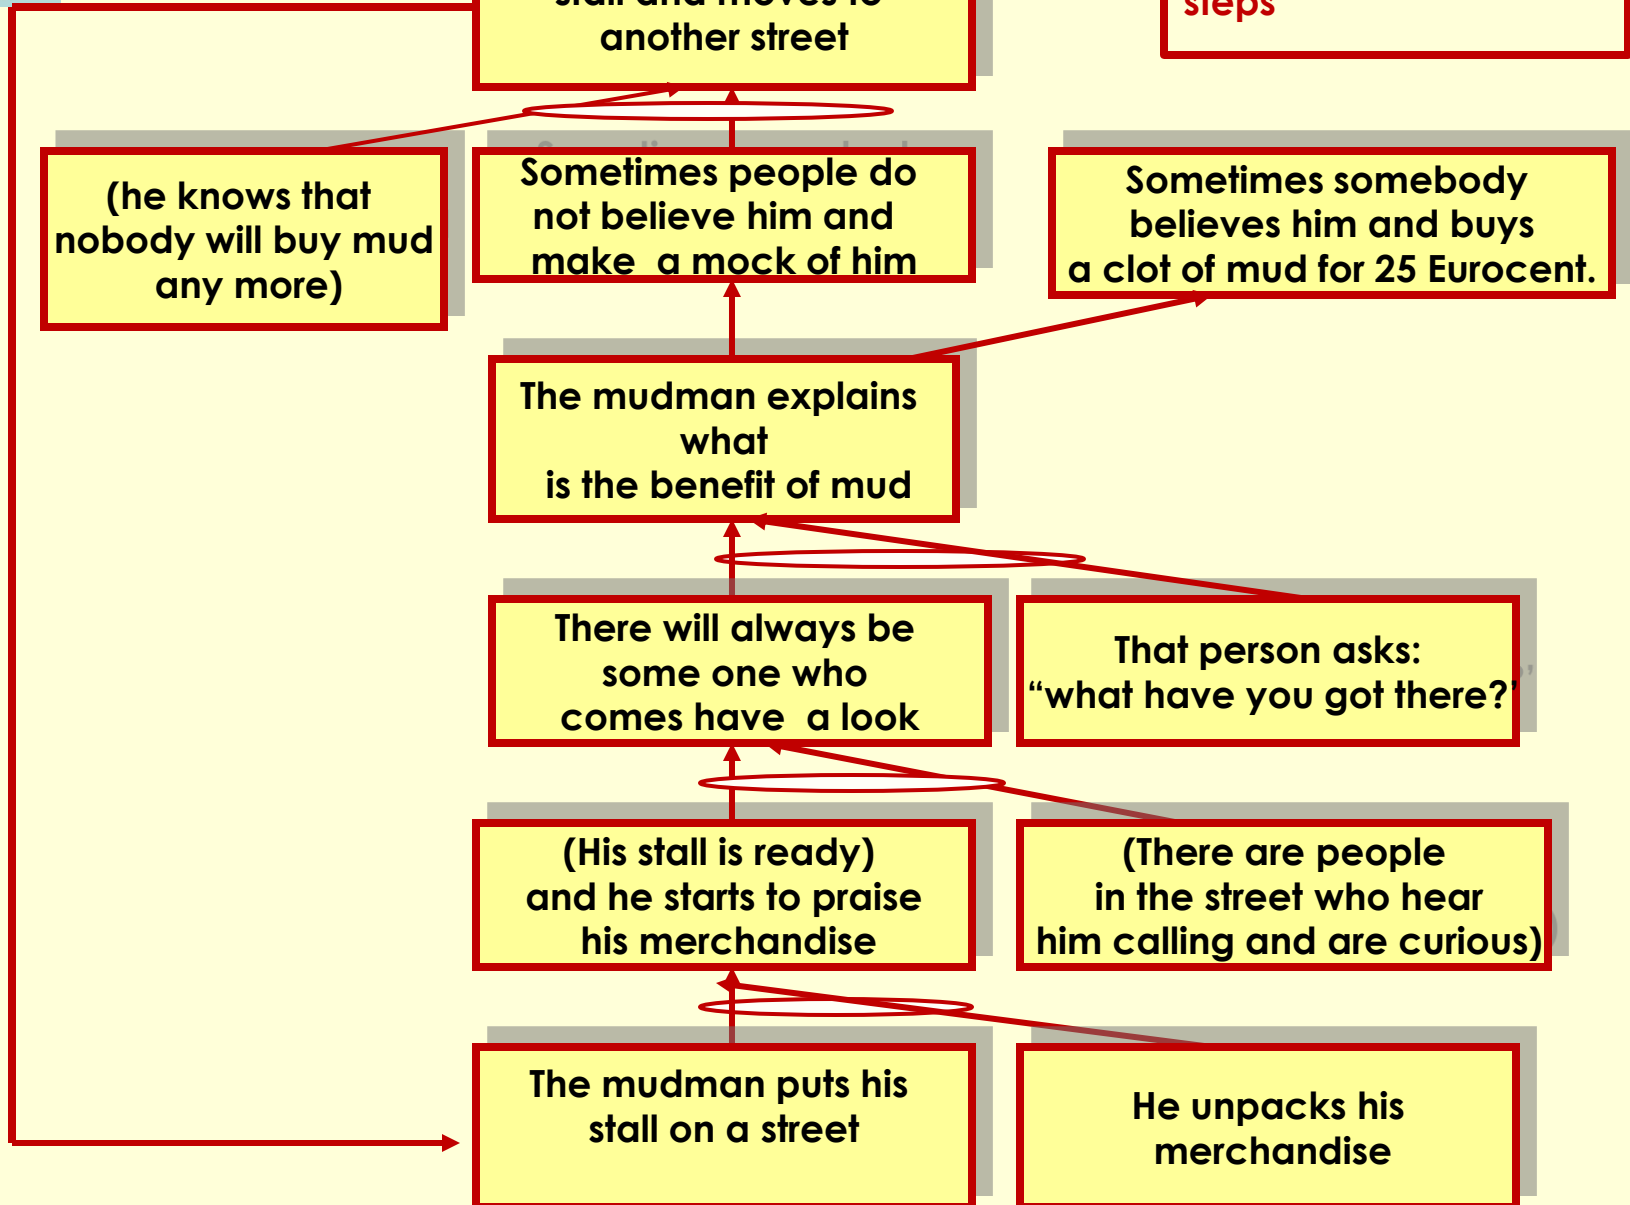 stall and moves to
another street
steps
(he knows that
nobody will buy mud
any more)
Sometimes people do
not believe him and
make a mock of him
Sometimes somebody
believes him and buys
a clot of mud for 25 Eurocent.
The mudman explains
what
is the benefit of mud
There will always be
some one who
comes have a look
That person asks:
“what have you got there?’
(His stall is ready)
and he starts to praise
his merchandise
(There are people
in the street who hear
him calling and are curious)
The mudman puts his
stall on a street
He unpacks his
merchandise